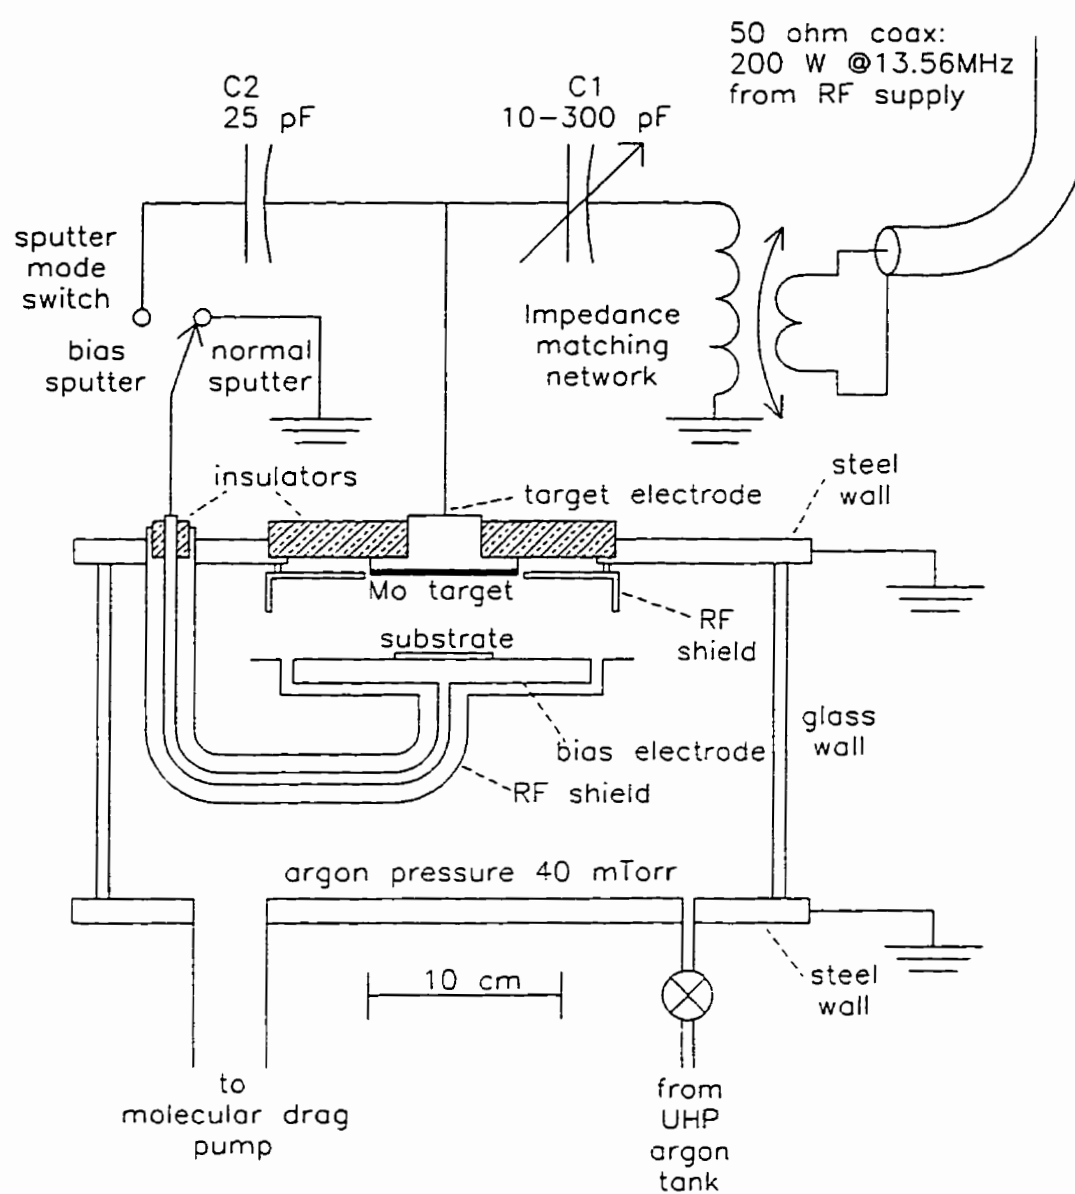 50 ohm coax:
200 W @13.56MHz
from RF supply
C2
25 pF
C1
10-300 pF
sputter
mode
switch
bias
sputter
normal
sputter
Impedance
matching
network
insulators
target electrode
steel
wall
Mo target
RF
shield
substrate
glass
wall
bias electrode
RF shield
argon pressure 40 mTorr
10 cm
steel
wall
to
molecular drag
pump
from
UHP
argon
tank